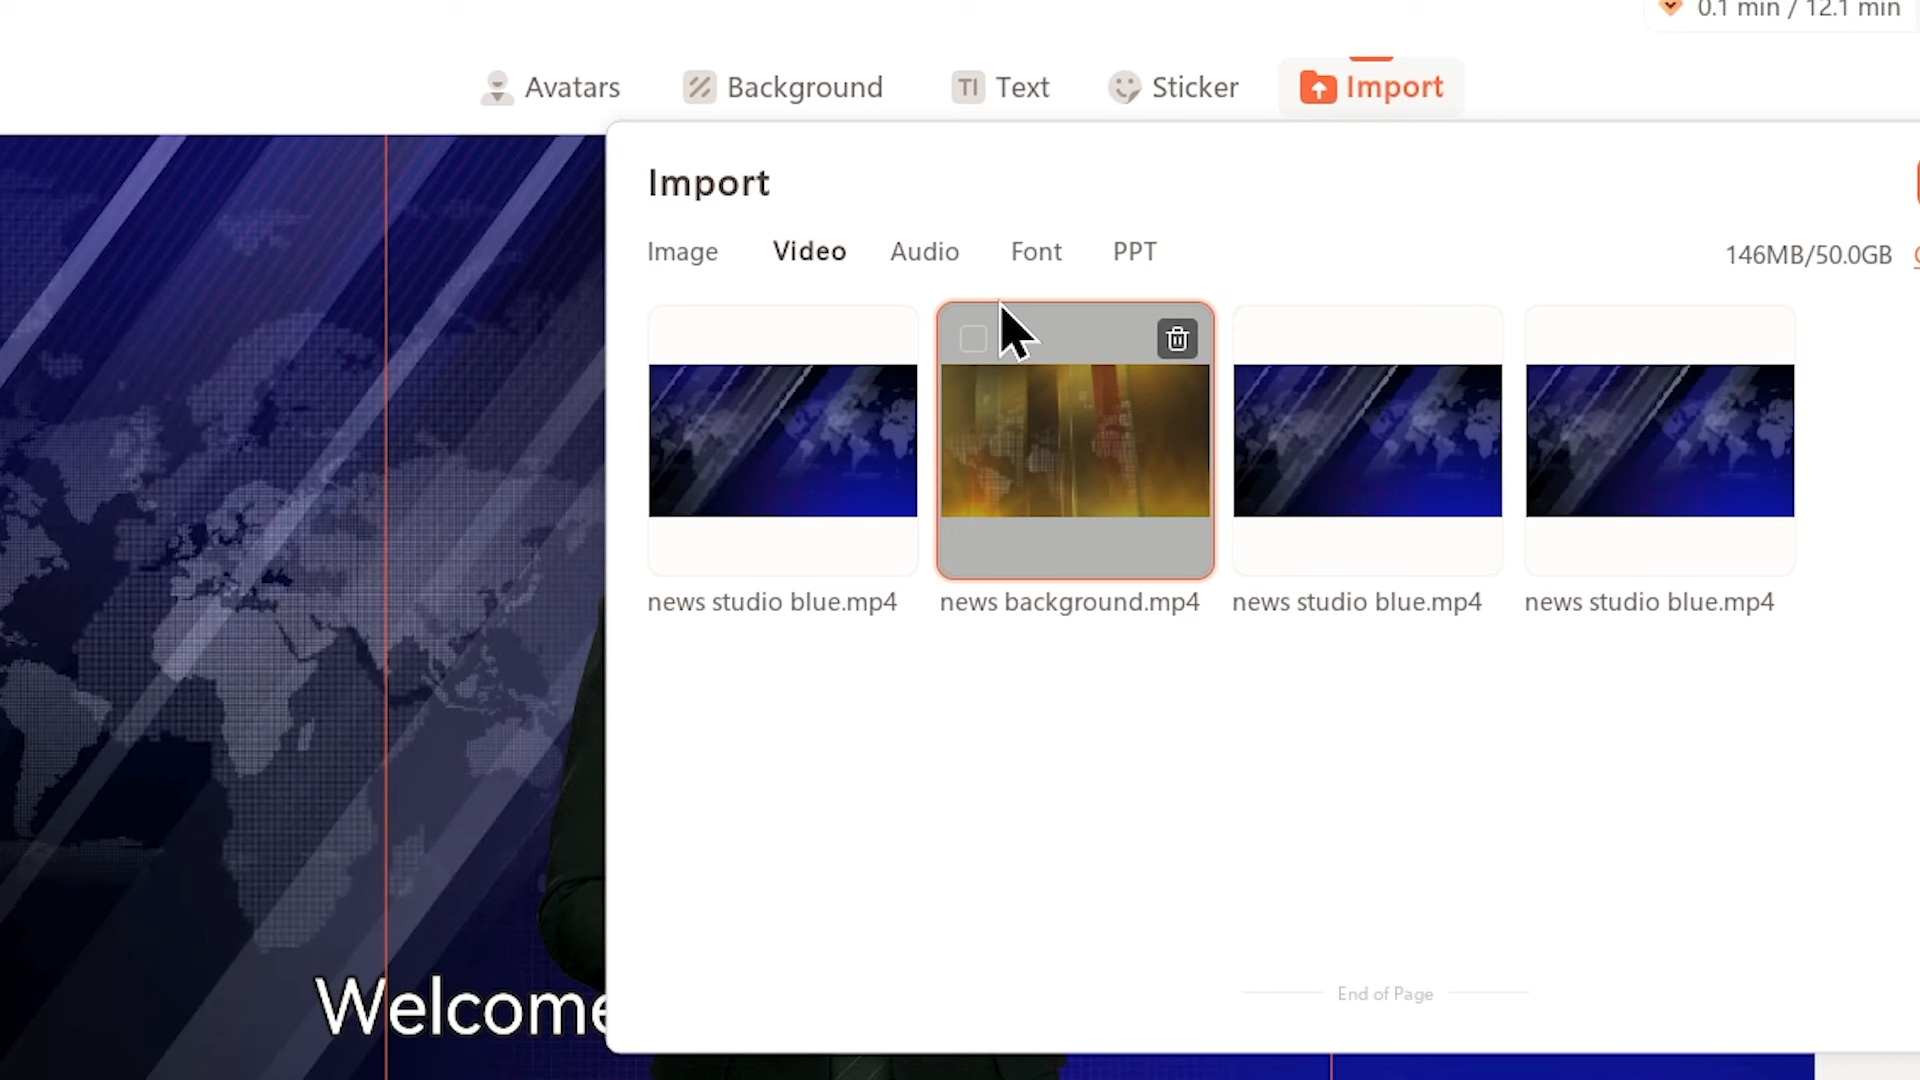 0.1 min / 12.1 min
Avatars
Background
TI Text
Sticker
Import
Import
Image
Video
Audio
Font
PPT
146MB/50.0GB
news studio blue.mp4
news background.mp4
news studio blue.mp4
news studio blue.mp4
End of Page
Welcome